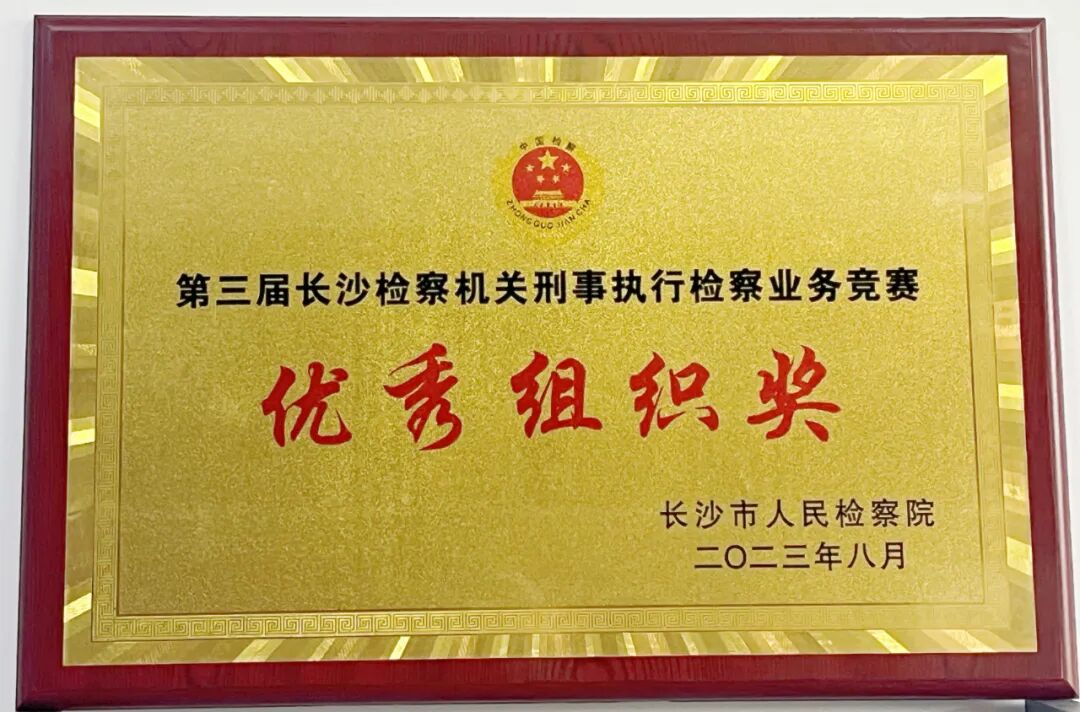 中国检察
ZHONG GUO JIAN CHA
第三届长沙检察机关刑事执行检察业务竞赛
优秀组织奖
长沙市人民检察院
二〇二三年八月